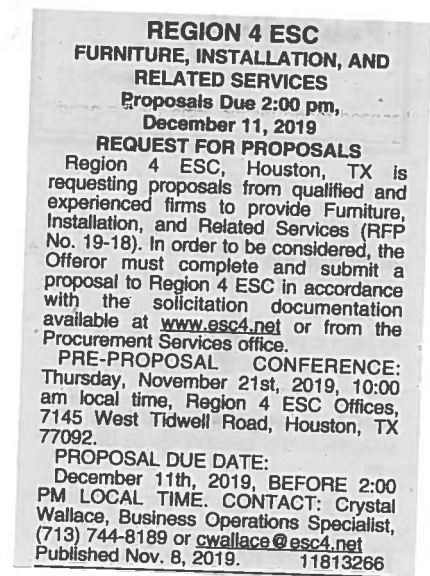 REGION 4 ESC
FURNITURE, INSTALLATION, AND
RELATED SERVICES
Proposals Due 2:00 pm,
December 11, 2019
REQUEST FOR PROPOSALS
Region 4 ESC, Houston, TX is
requesting proposals from qualified and
experienced firms to provide Furniture,
Installation, and Related Services (RFP
No. 19-18). In order to be considered, the
Offeror must complete and submit a
proposal to Region 4 ESC in accordance
with the solicitation documentation
available at www.esc4.net or from the
Procurement Services office.
PRE-PROPOSAL CONFERENCE:
Thursday, November 21st, 2019, 10:00
am local time, Region 4 ESC Offices,
7145 West Tidwell Road, Houston, TX
77092.
PROPOSAL DUE DATE:
December 11th, 2019, BEFORE 2:00
PM LOCAL TIME. CONTACT: Crystal
Wallace, Business Operations Specialist,
(713) 744-8189 or cwallace@esc4.net
Published Nov. 8, 2019. 11813266